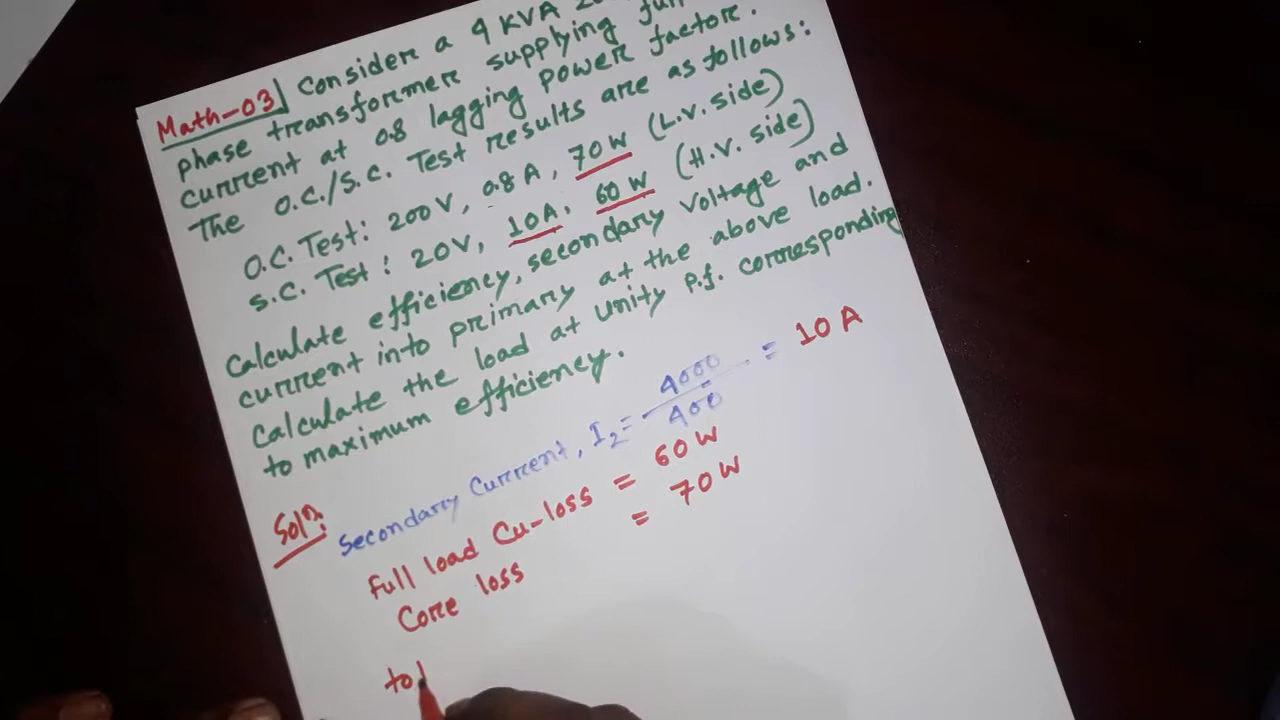 Math-03 Consider a 4 KVA
phase transformer supplying
current at 0.8 lagging power factor.
The O.C./S.C. Test results are as follows:
O.C. Test: 200V, 0.8 A, 70 W (L.V. side)
S.C. Test: 20V, 10A, 60 W (H.V. side)
Calculate efficiency, secondary voltage and
current into primary at the above load.
Calculate the load at unity P.f. corresponding
to maximum efficiency.
Soln: Secondary Current, I₂ = 4000/400 = 10 A
Full load Cu-loss = 60 W
Core loss = 70 W